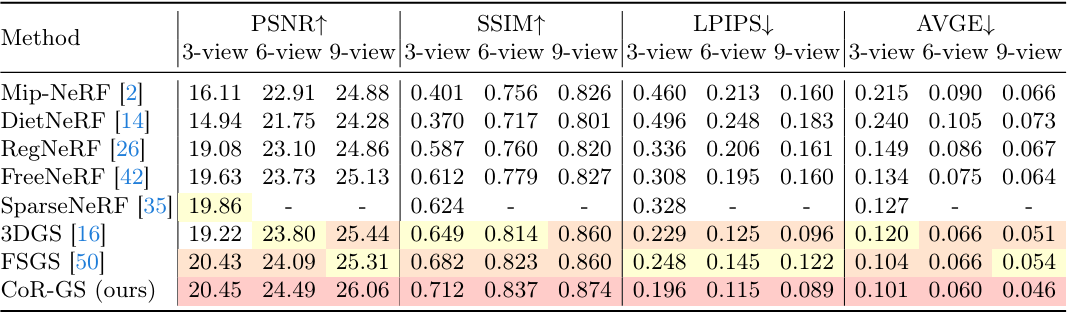 Method PSNR↑ SSIM↑ LPIPS↓ AVGE↓
3-view 6-view 9-view 3-view 6-view 9-view 3-view 6-view 9-view 3-view 6-view 9-view
Mip-NeRF [2] 16.11 22.91 24.88 0.401 0.756 0.826 0.460 0.213 0.160 0.215 0.090 0.066
DietNeRF [14] 14.94 21.75 24.28 0.370 0.717 0.801 0.496 0.248 0.183 0.240 0.105 0.073
RegNeRF [26] 19.08 23.10 24.86 0.587 0.760 0.820 0.336 0.206 0.161 0.149 0.086 0.067
FreeNeRF [42] 19.63 23.73 25.13 0.612 0.779 0.827 0.308 0.195 0.160 0.134 0.075 0.064
SparseNeRF [35] 19.86 - - 0.624 - - 0.328 - - 0.127 - -
3DGS [16] 19.22 23.80 25.44 0.649 0.814 0.860 0.229 0.125 0.096 0.120 0.066 0.051
FSGS [50] 20.43 24.09 25.31 0.682 0.823 0.860 0.248 0.145 0.122 0.104 0.066 0.054
CoR-GS (ours) 20.45 24.49 26.06 0.712 0.837 0.874 0.196 0.115 0.089 0.101 0.060 0.046